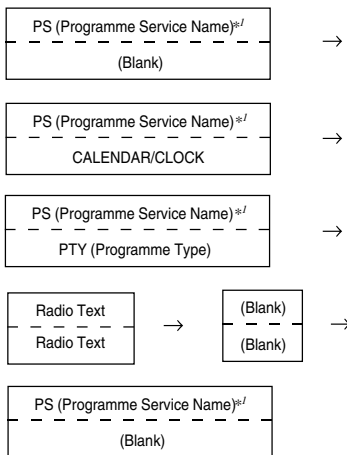 PS (Programme Service Name)*1 →
(Blank)
PS (Programme Service Name)*1 →
CALENDAR/CLOCK
PS (Programme Service Name)*1 →
PTY (Programme Type)
Radio Text → (Blank) →
Radio Text (Blank)
PS (Programme Service Name)*1
(Blank)